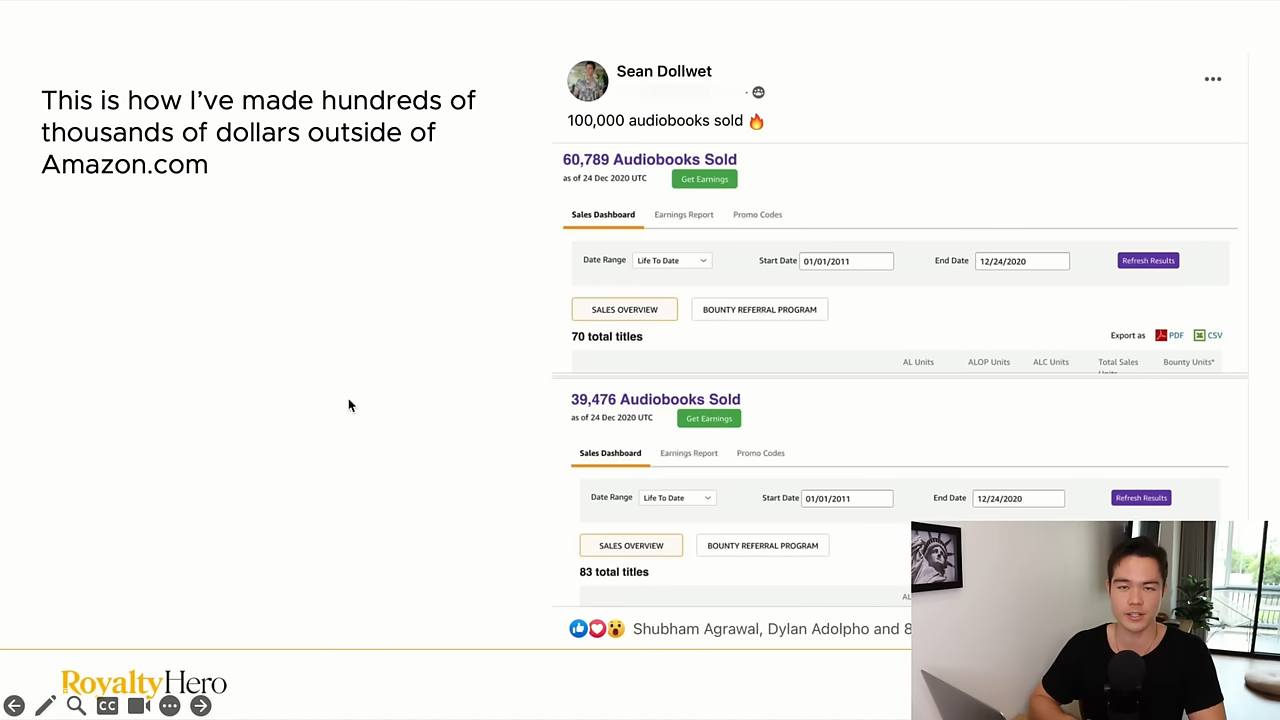 This is how I've made hundreds of
thousands of dollars outside of
Amazon.com
Sean Dollwet
100,000 audiobooks sold 🔥
60,789 Audiobooks Sold
as of 24 Dec 2020 UTC
Get Earnings
Sales Dashboard
Earnings Report
Promo Codes
Date Range
Life To Date
Start Date
01/01/2011
End Date
12/24/2020
Refresh Results
SALES OVERVIEW
BOUNTY REFERRAL PROGRAM
70 total titles
Export as
PDF
CSV
AL Units
ALOP Units
ALC Units
Total Sales
Units
Bounty Units*
39,476 Audiobooks Sold
as of 24 Dec 2020 UTC
Get Earnings
Sales Dashboard
Earnings Report
Promo Codes
Date Range
Life To Date
Start Date
01/01/2011
End Date
12/24/2020
Refresh Results
SALES OVERVIEW
BOUNTY REFERRAL PROGRAM
83 total titles
AL
Shubham Agrawal, Dylan Adolpho and 8
RoyaltyHero
CC